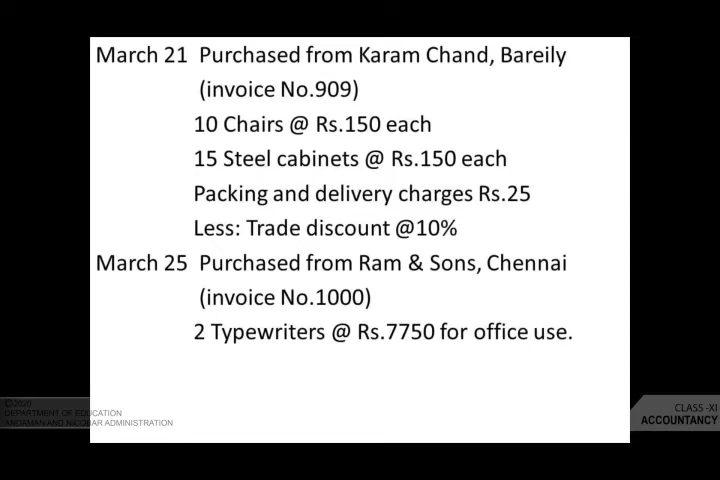 March 21 Purchased from Karam Chand, Bareily
(invoice No.909)
10 Chairs @ Rs.150 each
15 Steel cabinets @ Rs.150 each
Packing and delivery charges Rs.25
Less: Trade discount @10%
March 25 Purchased from Ram & Sons, Chennai
(invoice No.1000)
2 Typewriters @ Rs.7750 for office use.
©2020
DEPARTMENT OF EDUCATION
ANDAMAN AND NICOBAR ADMINISTRATION
CLASS -XI
ACCOUNTANCY